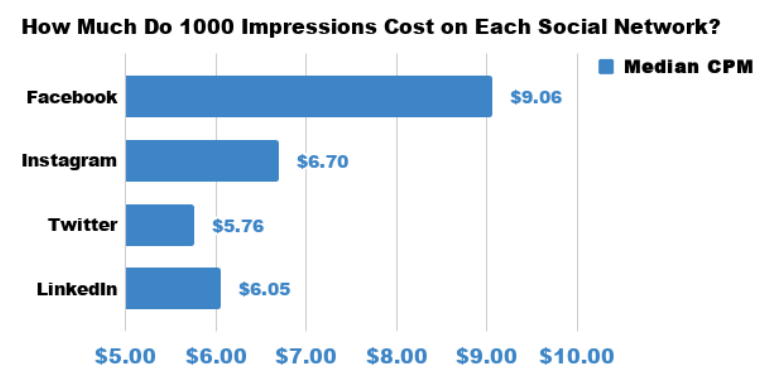 How Much Do 1000 Impressions Cost on Each Social Network?
Median CPM
Facebook $9.06
Instagram $6.70
Twitter $5.76
LinkedIn $6.05
$5.00 $6.00 $7.00 $8.00 $9.00 $10.00